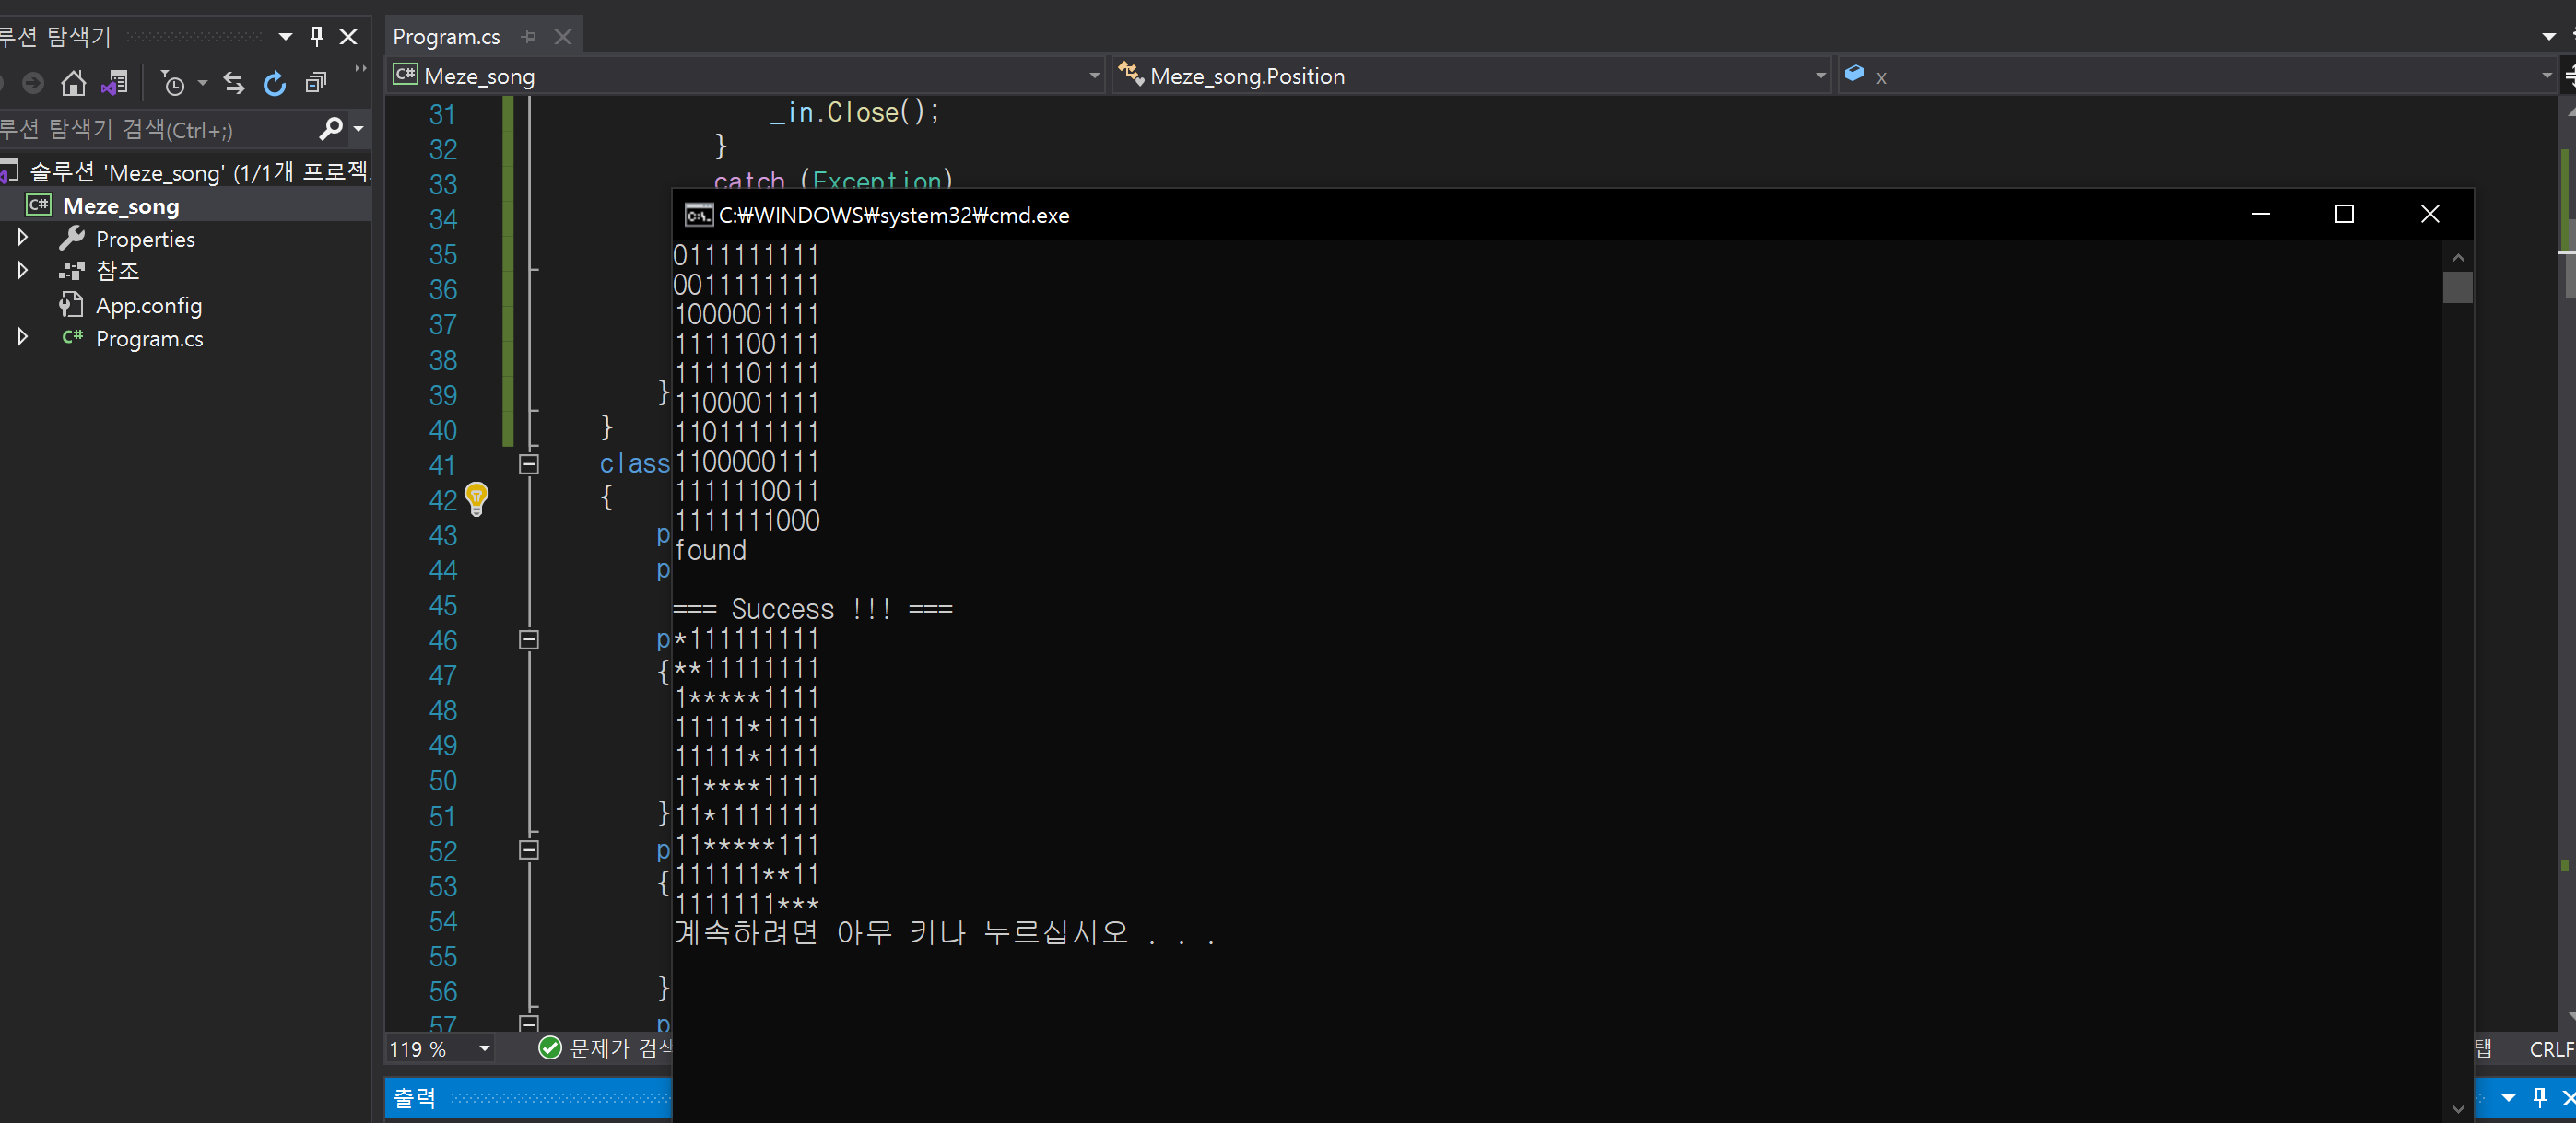 루션 탐색기
루션 탐색기 검색(Ctrl+;)
솔루션 'Meze_song' (1/1개 프로젝
C# Meze_song
Properties
참조
App.config
C# Program.cs
Program.cs
C# Meze_song
Meze_song.Position
x
31 _in.Close();
32 }
33 catch (Exception)
34
35
36
37
38
39 }
40 }
41 class
42 {
43 p
44 p
45
46 p
47 {
48
49
50
51 }
52 p
53 {
54
55
56 }
57 p
C:₩WINDOWS₩system32₩cmd.exe
0111111111
0011111111
1000001111
1111100111
1111101111
1100001111
1101111111
1100000111
1111110011
1111111000
found
=== Success !!! ===
*111111111
**11111111
1*****1111
11111*1111
11111*1111
11****1111
11*1111111
11*****111
111111**11
1111111***
계속하려면 아무 키나 누르십시오 . . .
119 %
문제가 검색
탭
CRLF
출력